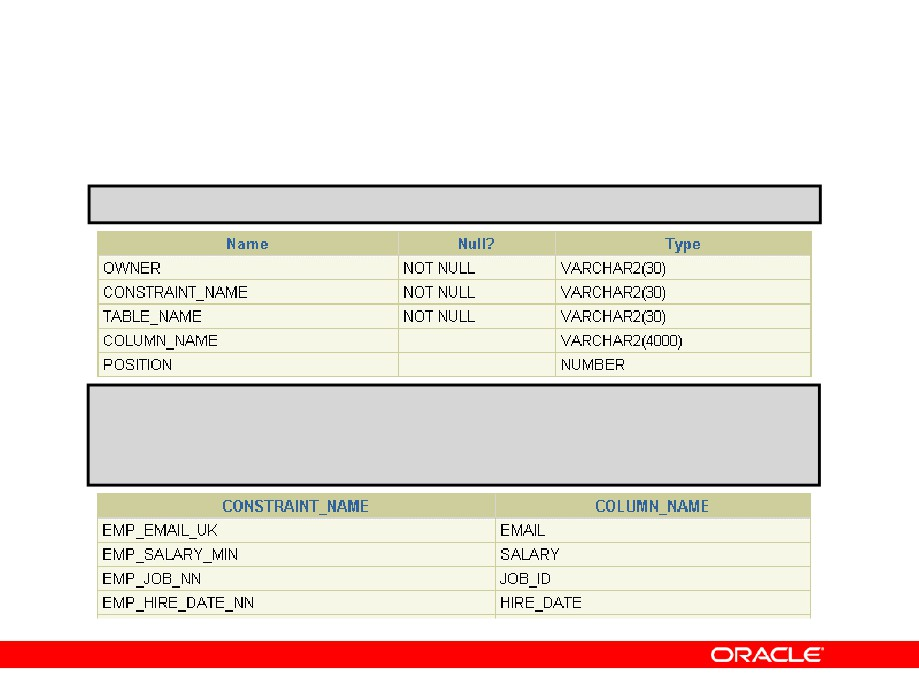 Name Null? Type
OWNER NOT NULL VARCHAR2(30)
CONSTRAINT_NAME NOT NULL VARCHAR2(30)
TABLE_NAME NOT NULL VARCHAR2(30)
COLUMN_NAME VARCHAR2(4000)
POSITION NUMBER
CONSTRAINT_NAME COLUMN_NAME
EMP_EMAIL_UK EMAIL
EMP_SALARY_MIN SALARY
EMP_JOB_NN JOB_ID
EMP_HIRE_DATE_NN HIRE_DATE
ORACLE